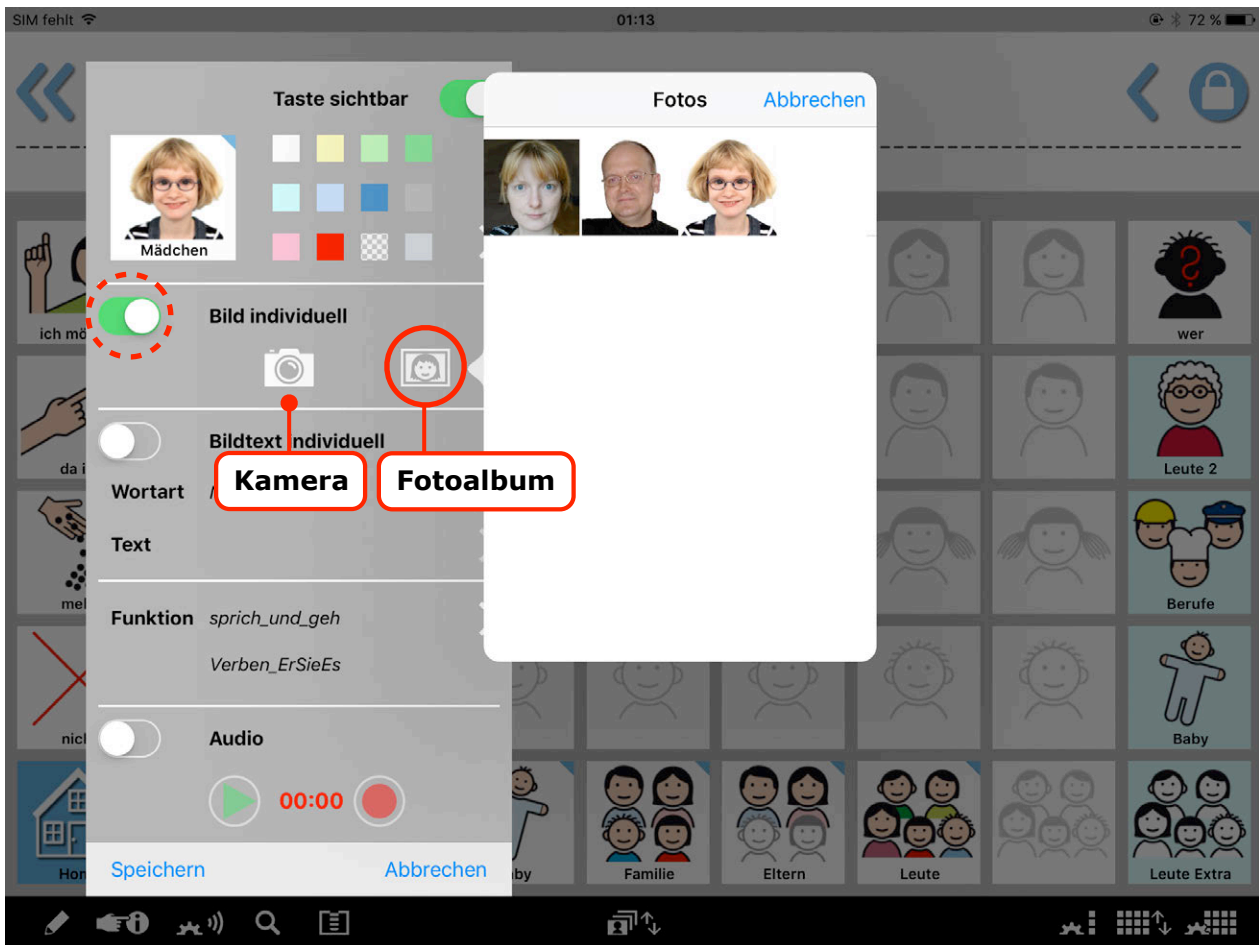 SIM fehlt
01:13
72 %
Taste sichtbar
Fotos
Abbrechen
Mädchen
Bild individuell
ich mö
wer
Bildtext individuell
da i
Kamera
Fotoalbum
Leute 2
Wortart
Text
mel
Funktion sprich_und_geh
Berufe
Verben_ErSieEs
nicl
Audio
Baby
00:00
Speichern
Abbrechen
Hon
by
Familie
Eltern
Leute
Leute Extra